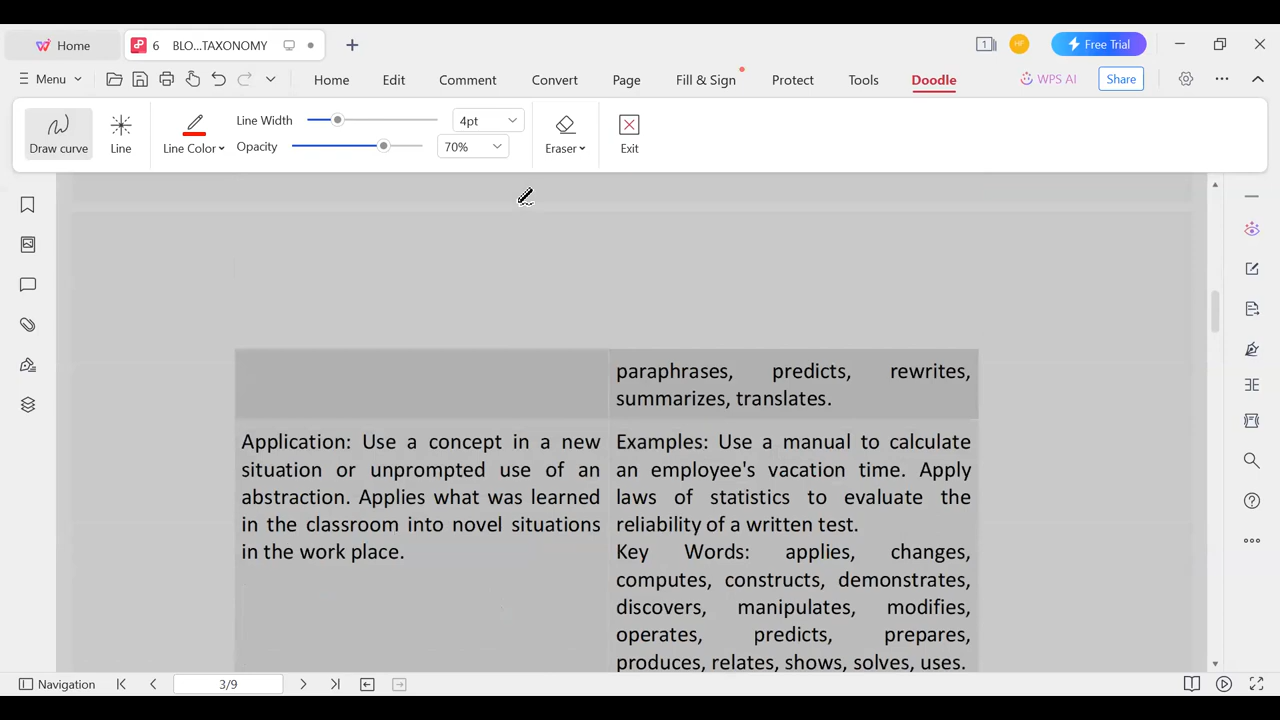 Home
6 BLO...TAXONOMY
1
HF
Free Trial
Menu
Home Edit Comment Convert Page Fill & Sign Protect Tools Doodle
WPS AI
Share
Draw curve
Line
Line Color
Line Width 4pt
Opacity 70%
Eraser
Exit
paraphrases, predicts, rewrites,
summarizes, translates.
Application: Use a concept in a new
situation or unprompted use of an
abstraction. Applies what was learned
in the classroom into novel situations
in the work place.
Examples: Use a manual to calculate
an employee's vacation time. Apply
laws of statistics to evaluate the
reliability of a written test.
Key Words: applies, changes,
computes, constructs, demonstrates,
discovers, manipulates, modifies,
operates, predicts, prepares,
produces, relates, shows, solves, uses.
Navigation
3/9